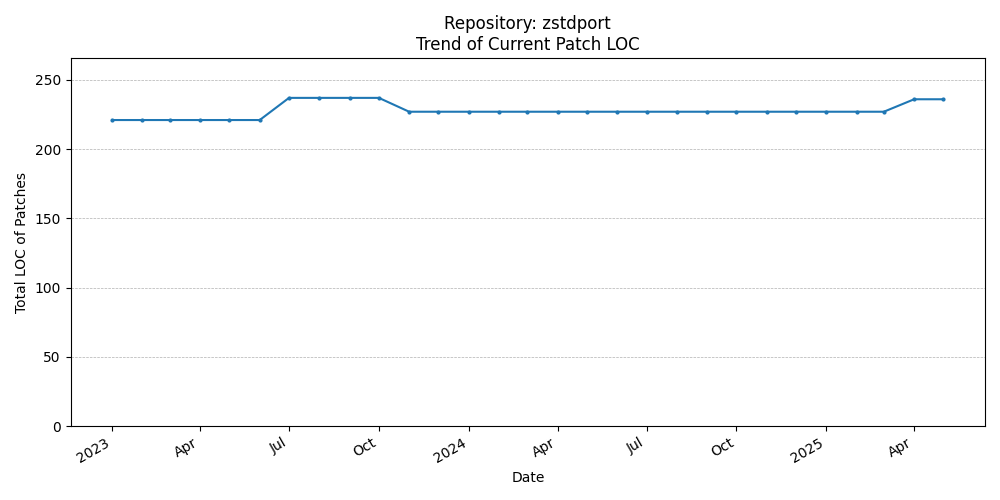 Repository: zstdport
Trend of Current Patch LOC
250
200
150
100
50
0
Total LOC of Patches
2023
Apr
Jul
Oct
2024
Apr
Jul
Oct
2025
Apr
Date